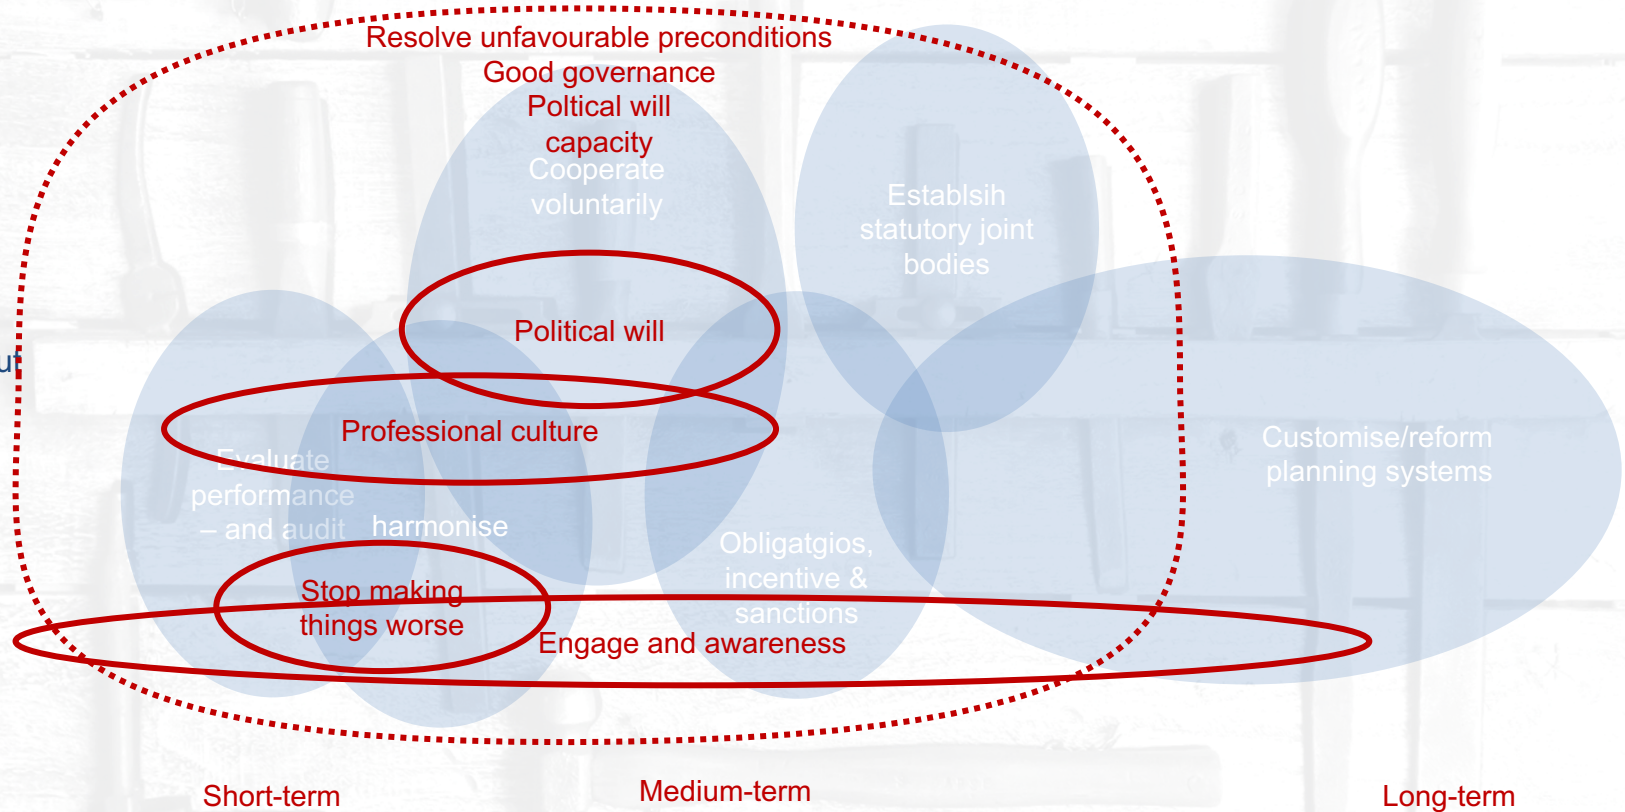 Resolve unfavourable preconditions
Good governance
Poltical will
capacity
Cooperate
voluntarily
Establsih
statutory joint
bodies
Political will
ut
Professional culture
Customise/reform
planning systems
Evaluate
performance
– and audit
harmonise
Obligatgios,
incentive &
sanctions
Stop making
things worse
Engage and awareness
Short-term
Medium-term
Long-term